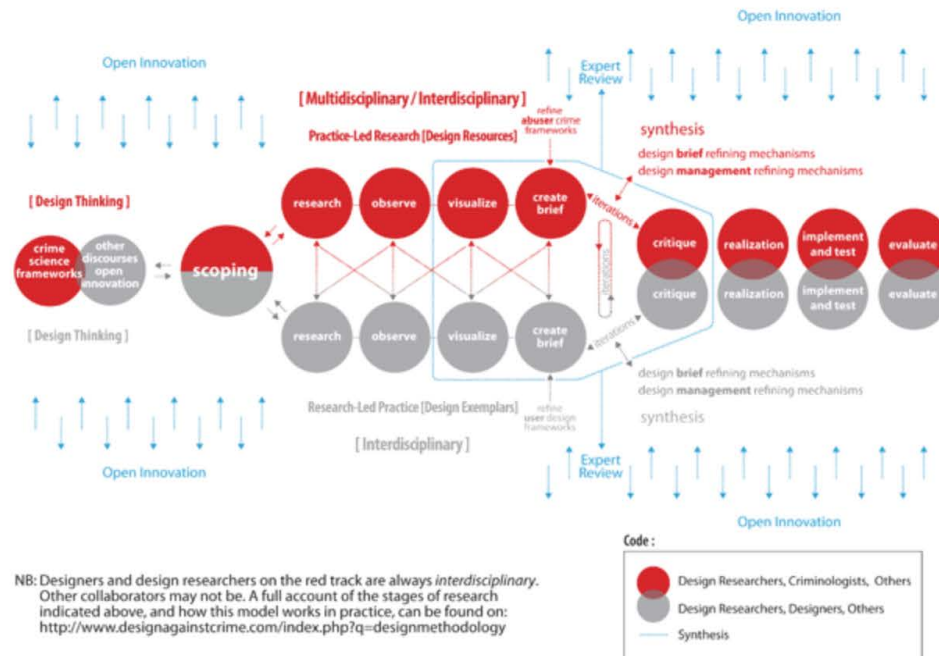 Open Innovation
Open Innovation
Expert
Review
[ Multidisciplinary / Interdisciplinary ]
refine
abuser crime
frameworks
Practice-Led Research [Design Resources]
synthesis
design brief refining mechanisms
design management refining mechanisms
[ Design Thinking ]
research
observe
visualize
create
brief
iterations
crime
science
frameworks
other
discourses
open
innovation
scoping
critique
realization
implement
and test
evaluate
iterations
critique
realization
implement
and test
evaluate
[ Design Thinking ]
research
observe
visualize
create
brief
iterations
design brief refining mechanisms
design management refining mechanisms
Research-Led Practice [Design Exemplars]
refine
user design
frameworks
synthesis
[ Interdisciplinary ]
Open Innovation
Expert
Review
Open Innovation
Code :
Design Researchers, Criminologists, Others
Design Researchers, Designers, Others
Synthesis
NB: Designers and design researchers on the red track are always interdisciplinary.
Other collaborators may not be. A full account of the stages of research
indicated above, and how this model works in practice, can be found on:
http://www.designagainstcrime.com/index.php?q=designmethodology